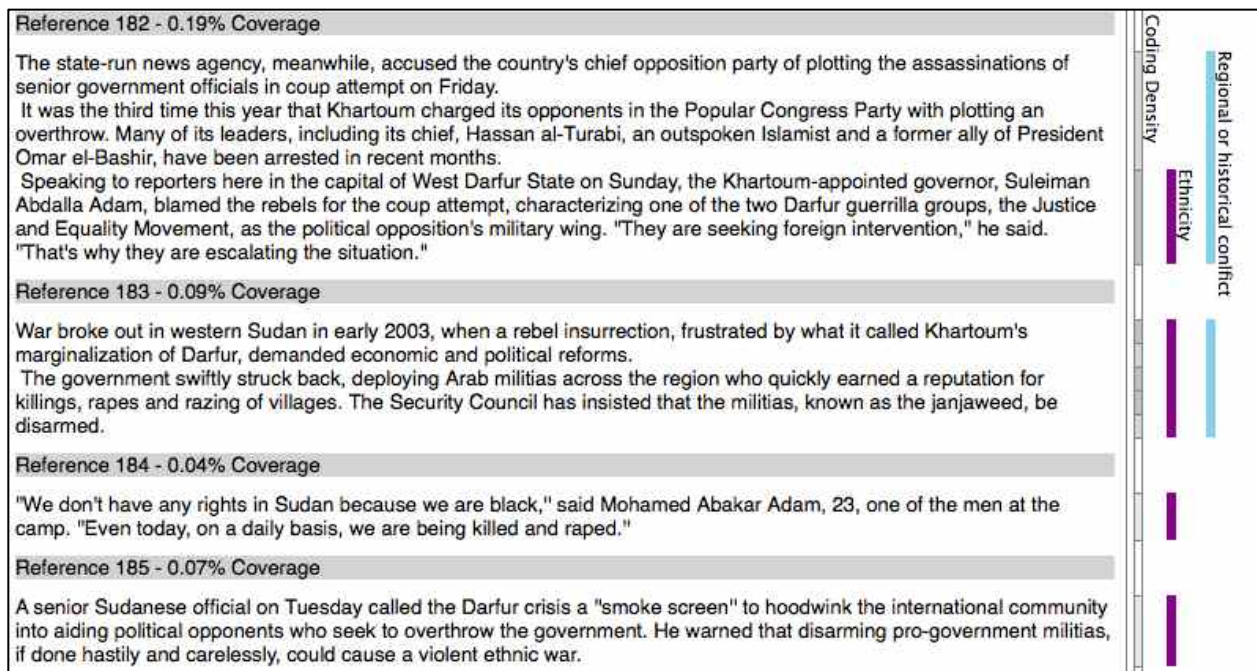 Reference 182 - 0.19% Coverage
The state-run news agency, meanwhile, accused the country's chief opposition party of plotting the assassinations of
senior government officials in coup attempt on Friday.
It was the third time this year that Khartoum charged its opponents in the Popular Congress Party with plotting an
overthrow. Many of its leaders, including its chief, Hassan al-Turabi, an outspoken Islamist and a former ally of President
Omar el-Bashir, have been arrested in recent months.
Speaking to reporters here in the capital of West Darfur State on Sunday, the Khartoum-appointed governor, Suleiman
Abdalla Adam, blamed the rebels for the coup attempt, characterizing one of the two Darfur guerrilla groups, the Justice
and Equality Movement, as the political opposition's military wing. "They are seeking foreign intervention," he said.
"That's why they are escalating the situation."
Reference 183 - 0.09% Coverage
War broke out in western Sudan in early 2003, when a rebel insurrection, frustrated by what it called Khartoum's
marginalization of Darfur, demanded economic and political reforms.
The government swiftly struck back, deploying Arab militias across the region who quickly earned a reputation for
killings, rapes and razing of villages. The Security Council has insisted that the militias, known as the janjaweed, be
disarmed.
Reference 184 - 0.04% Coverage
"We don't have any rights in Sudan because we are black," said Mohamed Abakar Adam, 23, one of the men at the
camp. "Even today, on a daily basis, we are being killed and raped."
Reference 185 - 0.07% Coverage
A senior Sudanese official on Tuesday called the Darfur crisis a "smoke screen" to hoodwink the international community
into aiding political opponents who seek to overthrow the government. He warned that disarming pro-government militias,
if done hastily and carelessly, could cause a violent ethnic war.
Coding Density
Ethnicity
Regional or historical conlfict